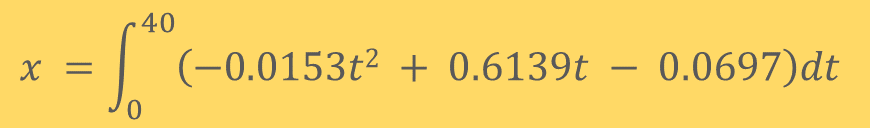 x = ∫₀⁴⁰ (−0.0153t² + 0.6139t − 0.0697)dt